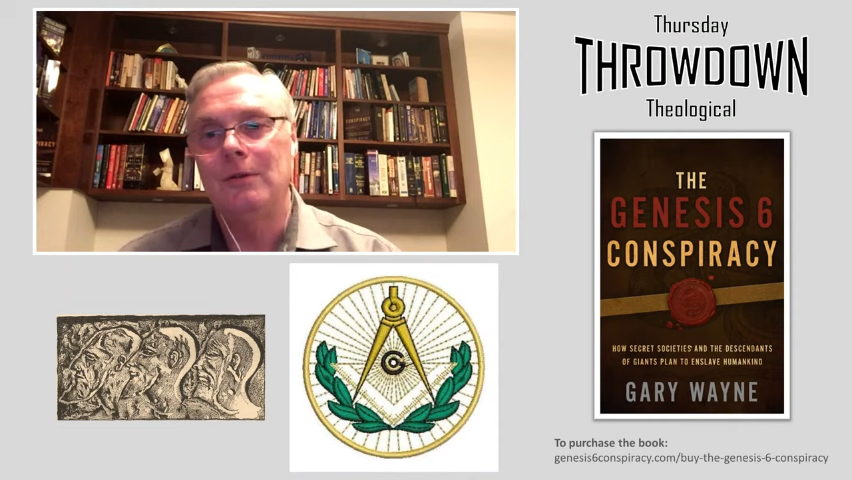 Thursday
THROWDOWN
Theological
THE
GENESIS 6
CONSPIRACY
HOW SECRET SOCIETIES AND THE DESCENDANTS
OF GIANTS PLAN TO ENSLAVE HUMANKIND
GARY WAYNE
To purchase the book:
genesis6conspiracy.com/buy-the-genesis-6-conspiracy
G